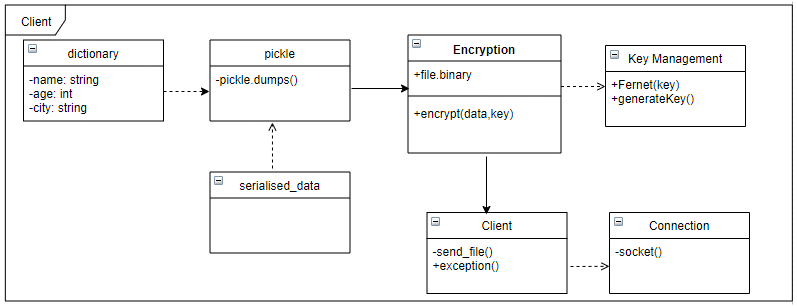 Client
dictionary
-name: string
-age: int
-city: string
pickle
-pickle.dumps()
Encryption
+file.binary
+encrypt(data,key)
Key Management
+Fernet(key)
+generateKey()
serialised_data
Client
-send_file()
+exception()
Connection
-socket()